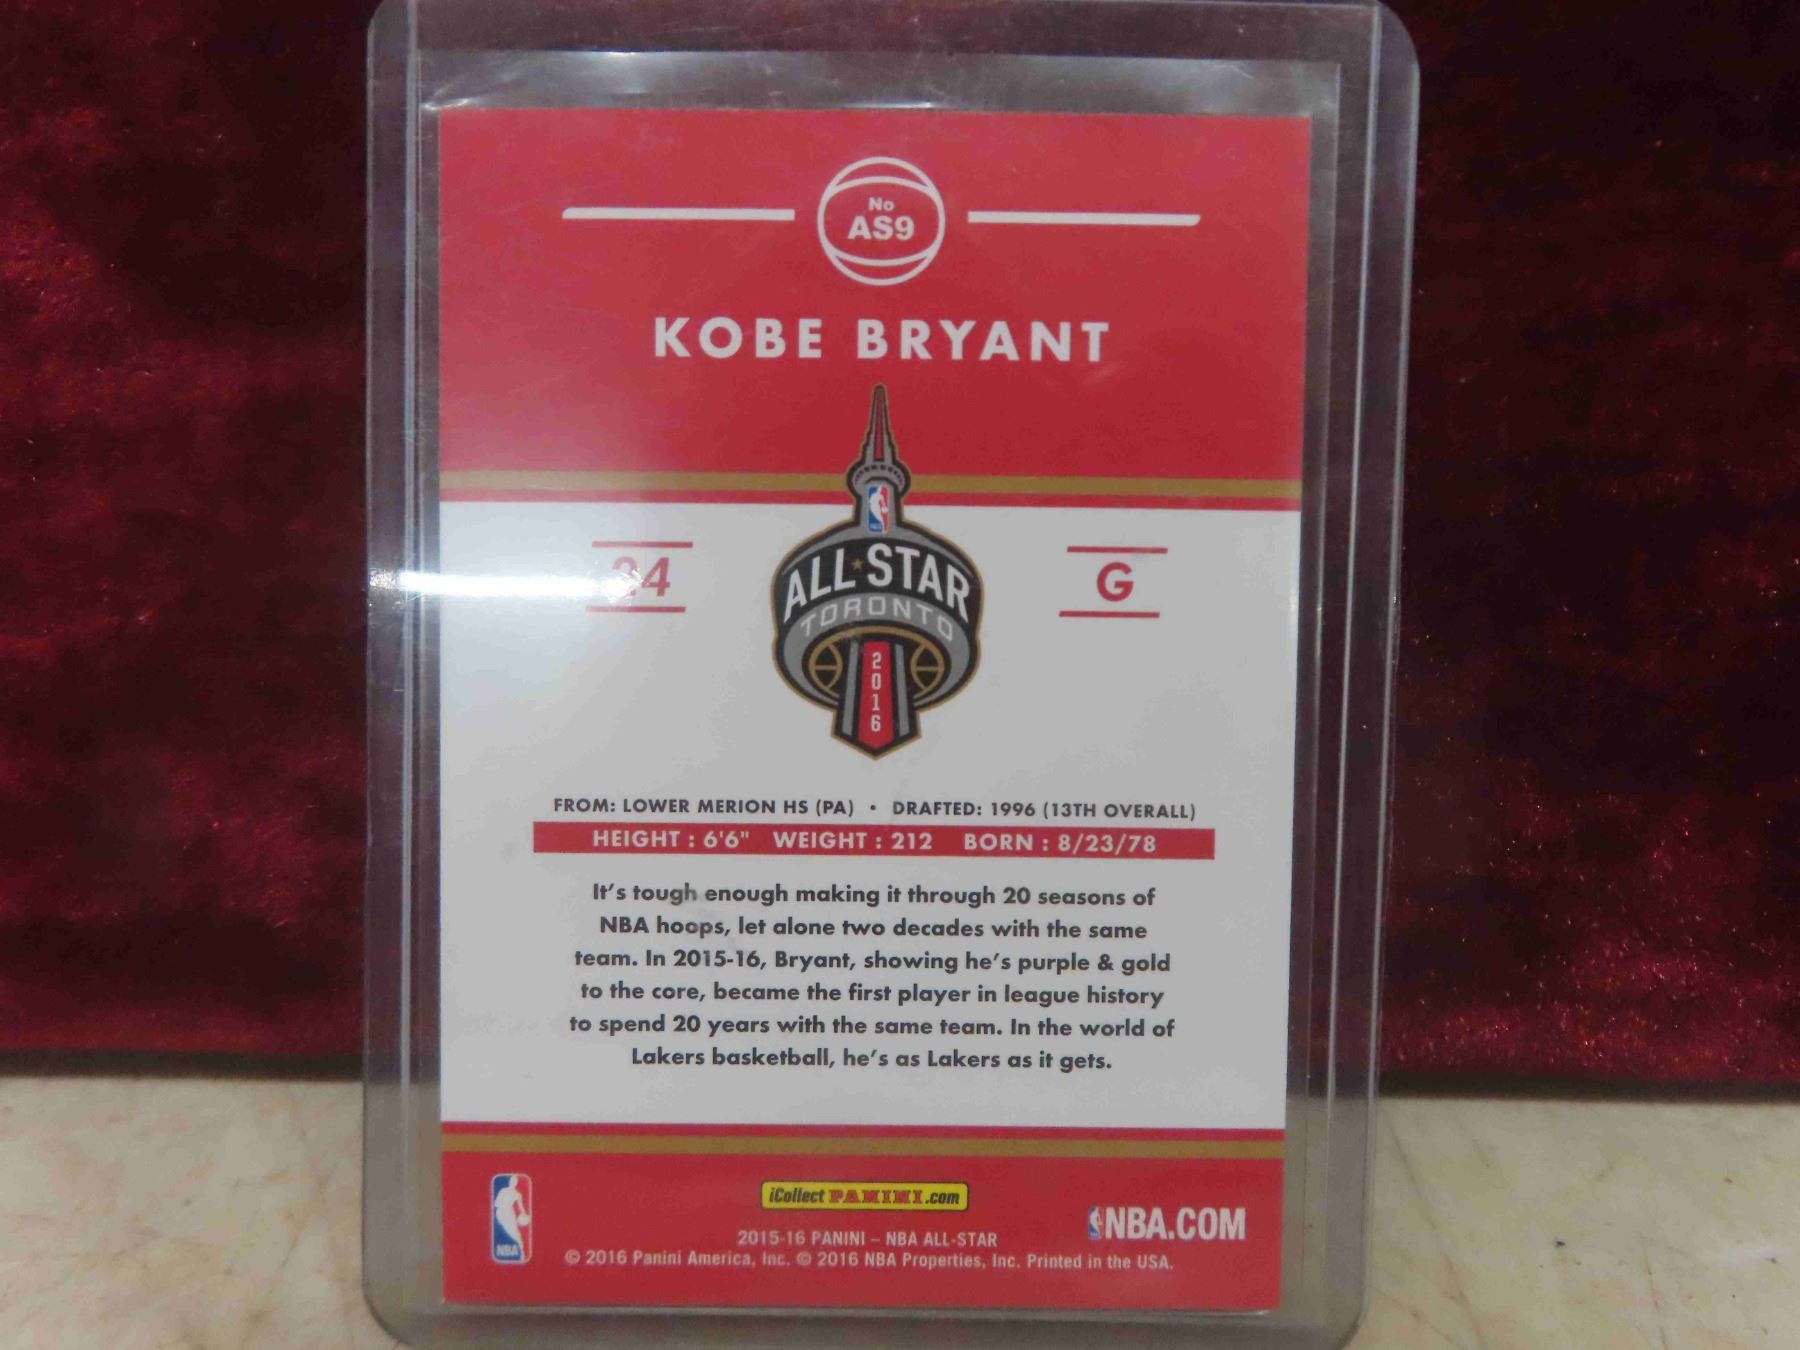 No
AS9
KOBE BRYANT
24
G
NBA
ALL★STAR
TORONTO
2016
FROM: LOWER MERION HS (PA) • DRAFTED: 1996 (13TH OVERALL)
HEIGHT : 6'6" WEIGHT : 212 BORN : 8/23/78
It's tough enough making it through 20 seasons of
NBA hoops, let alone two decades with the same
team. In 2015-16, Bryant, showing he's purple & gold
to the core, became the first player in league history
to spend 20 years with the same team. In the world of
Lakers basketball, he's as Lakers as it gets.
NBA
iCollect PANINI.com
NBA.COM
2015-16 PANINI – NBA ALL-STAR
© 2016 Panini America, Inc. © 2016 NBA Properties, Inc. Printed in the USA.